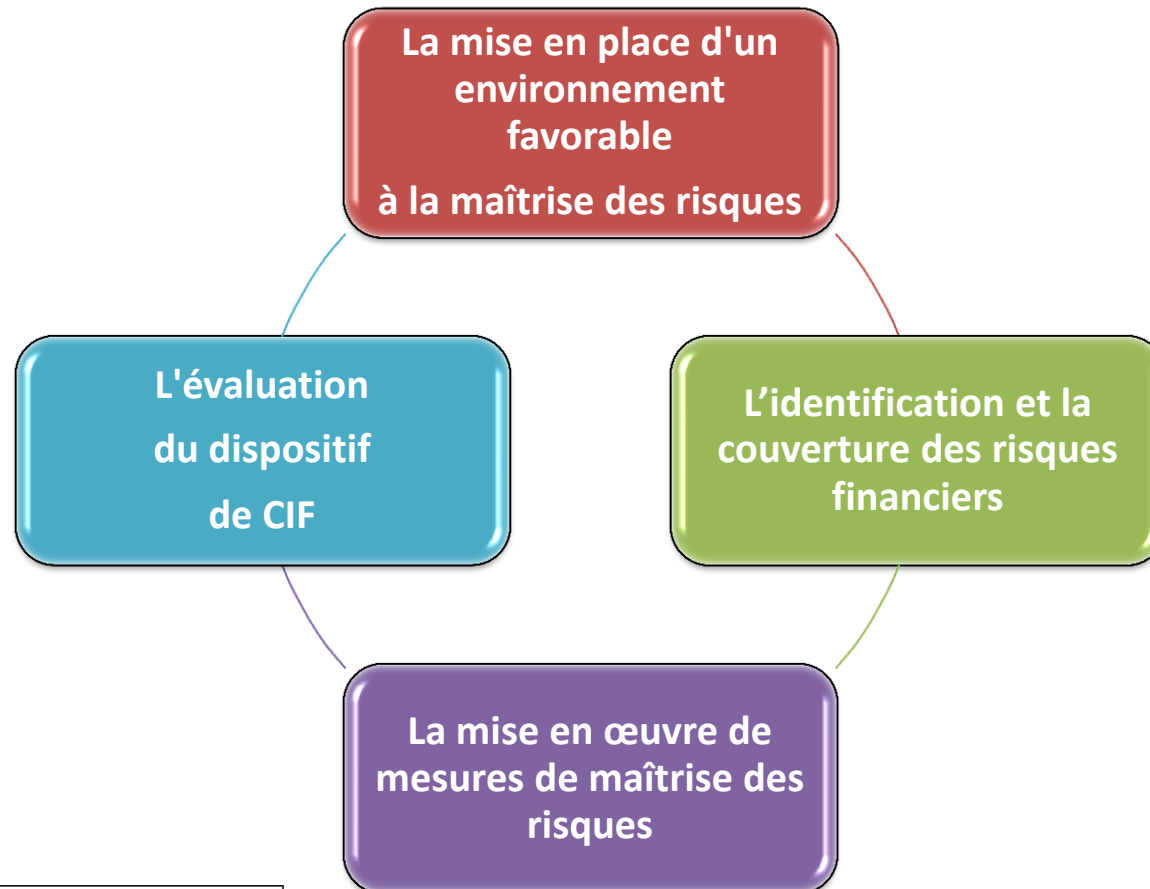 La mise en place d'un
environnement
favorable
à la maîtrise des risques
L'évaluation
du dispositif
de CIF
L’identification et la
couverture des risques
financiers
La mise en œuvre de
mesures de maîtrise des
risques